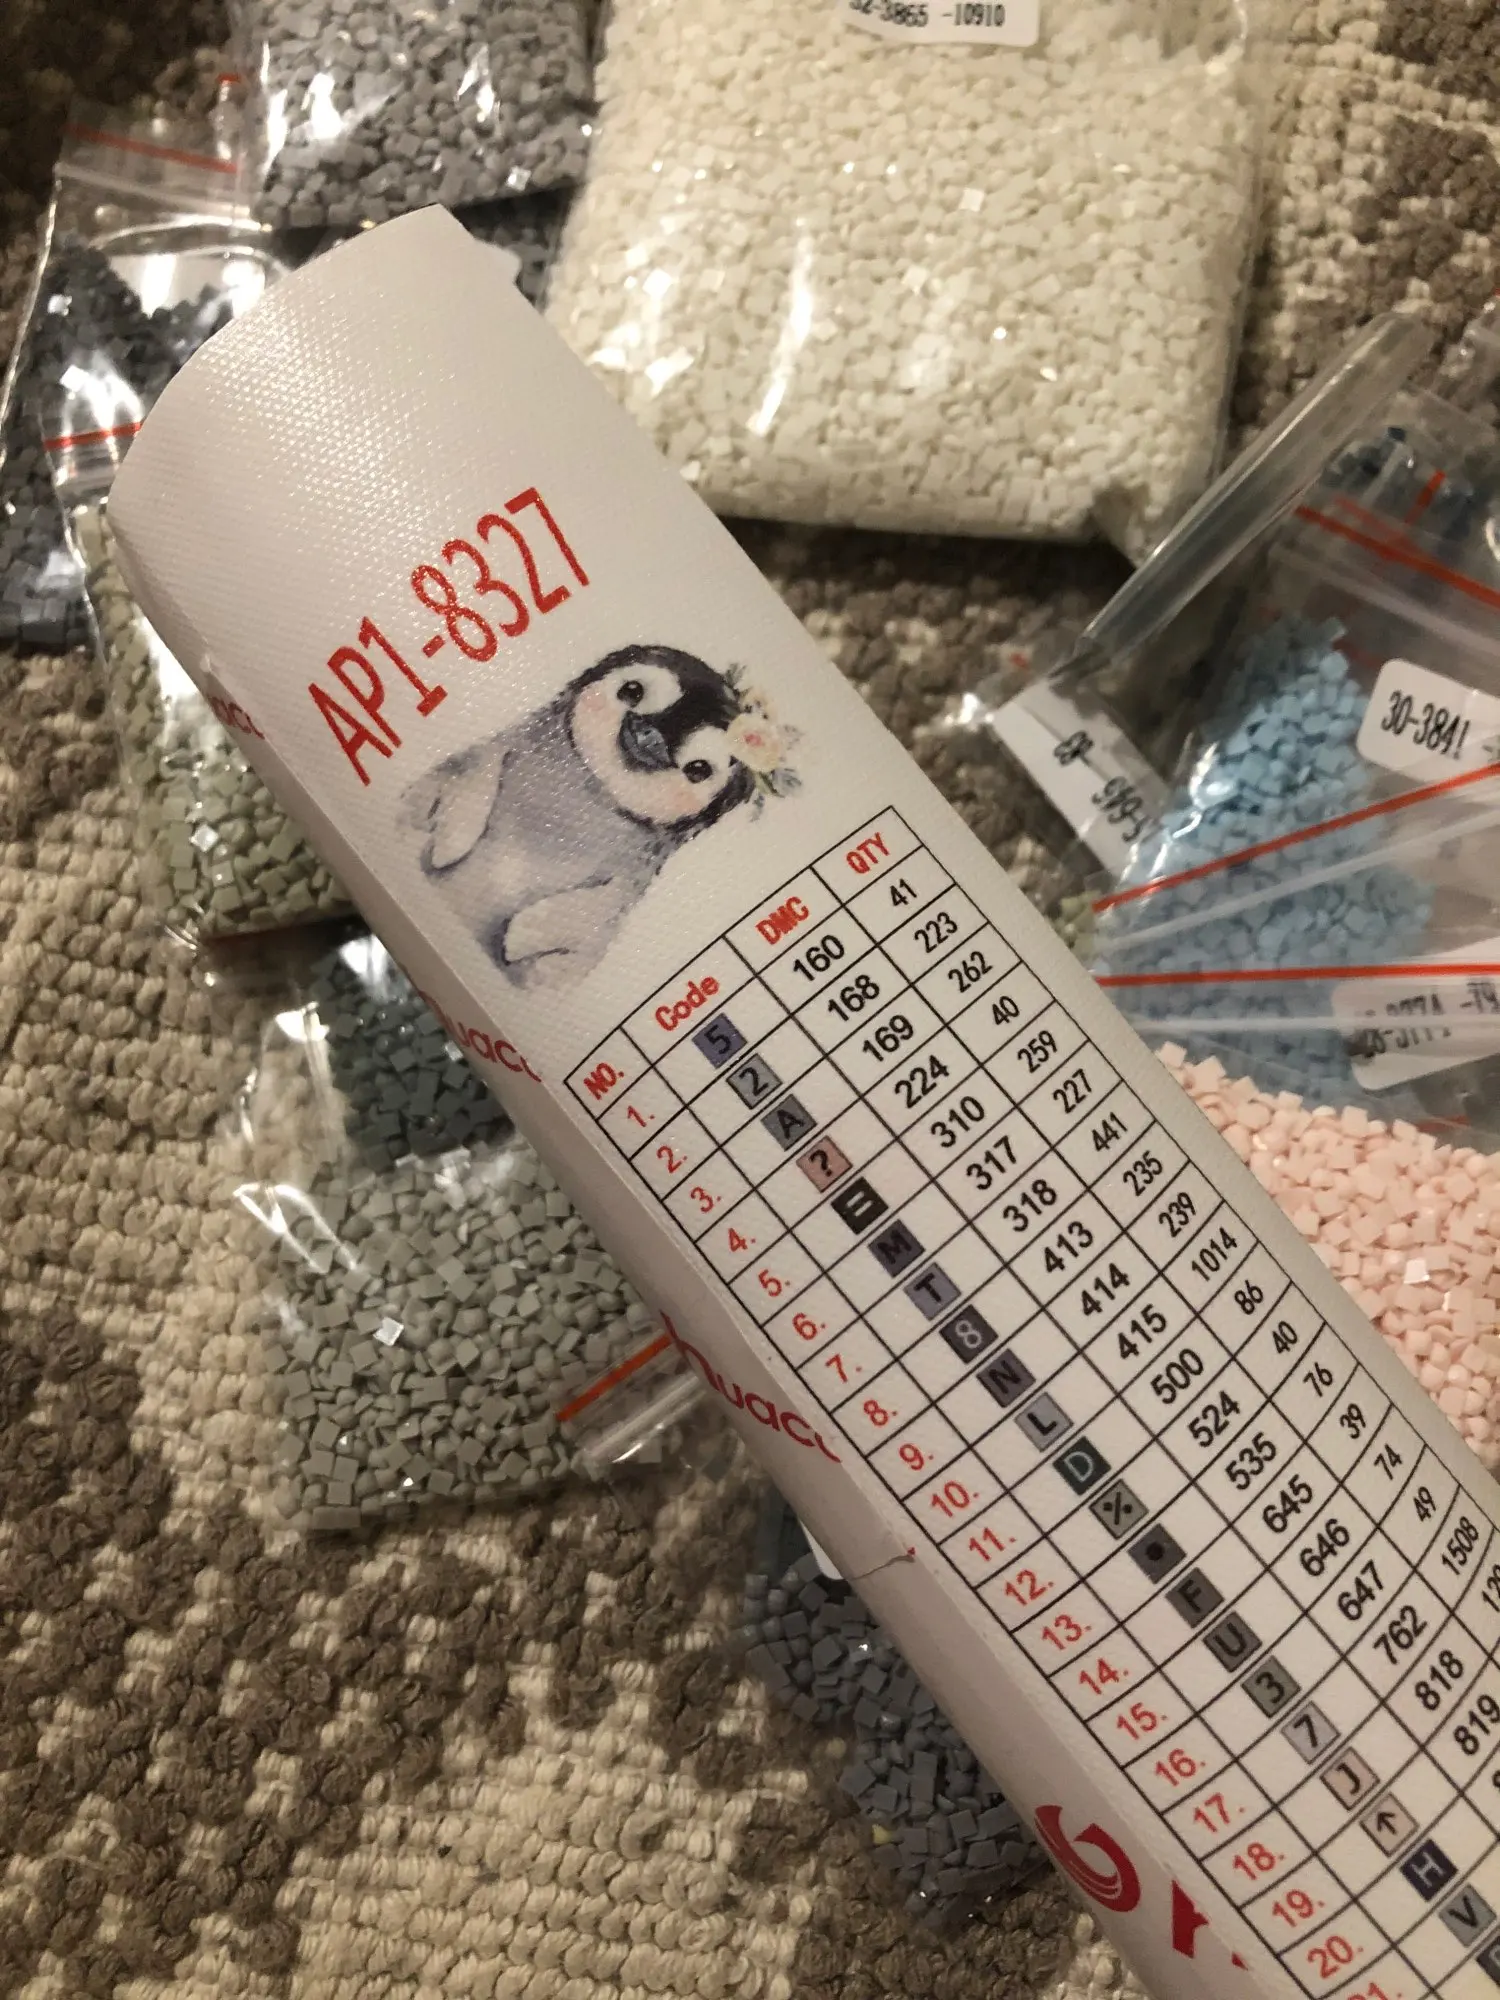 -3865 -10910
AP1-8327
30-3841
NO. Code DMC QTY
1. 5 160 41
2. 2 168 223
3. A 169 262
4. ? 224 40
5. = 310 259
6. M 317 227
7. T 318 441
8. 8 413 235
9. N 414 239
10. L 415 1014
11. D 500 86
12. % 524 40
13. ● 535 76
14. F 645 39
15. U 646 74
16. 3 647 49
17. 7 762 1508
18. J 818
19. ↑ 819
20. H
21. V